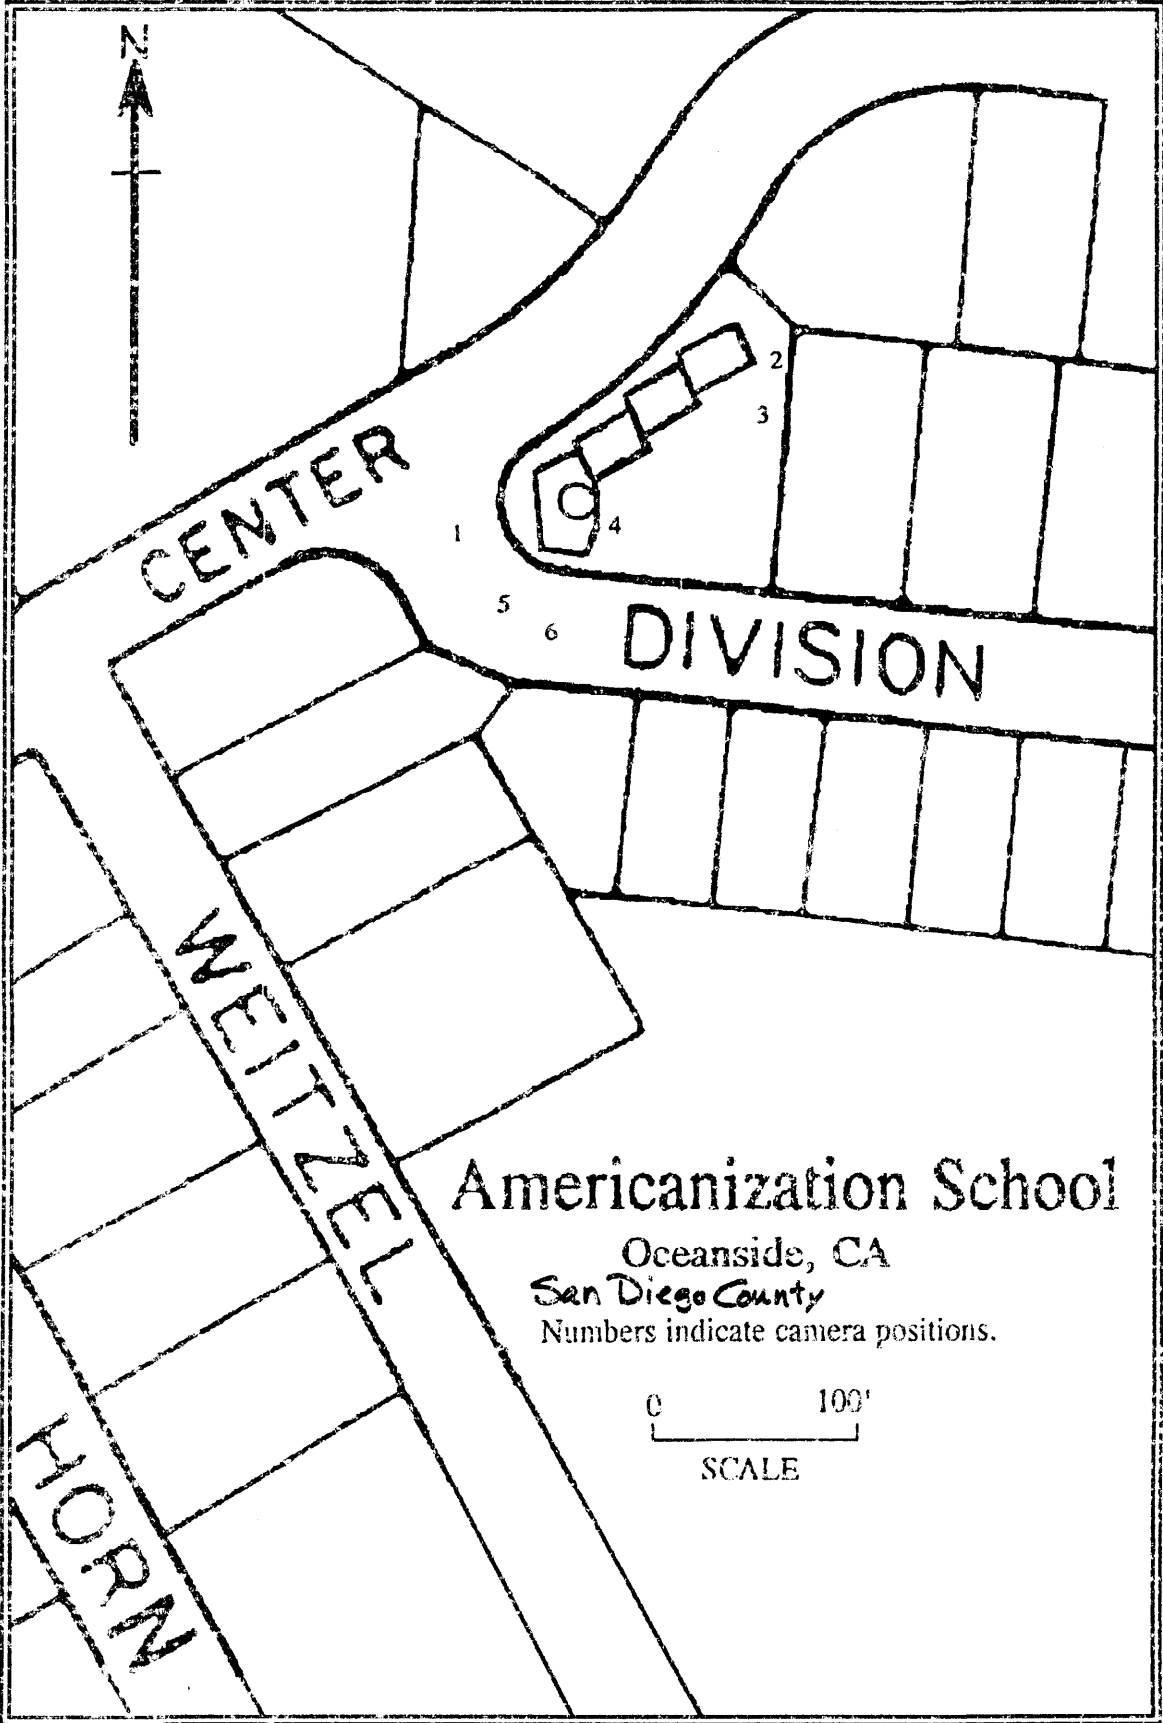 N
CENTER
2
3
4
1
5
6
DIVISION
WEITZEL
HORN
Americanization School
Oceanside, CA
San Diego County
Numbers indicate camera positions.
0 100'
SCALE